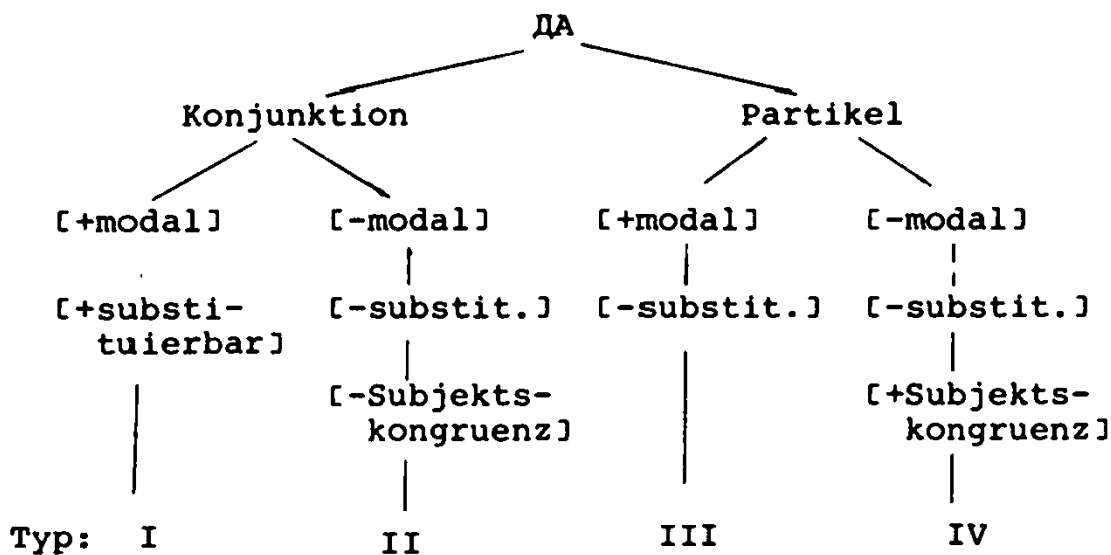 ДА
Konjunktion Partikel
[+modal] [-modal] [+modal] [-modal]
[+substi- [-substit.] [-substit.] [-substit.]
tuierbar]
[-Subjekts- [+Subjekts-
kongruenz] kongruenz]
Typ: I II III IV